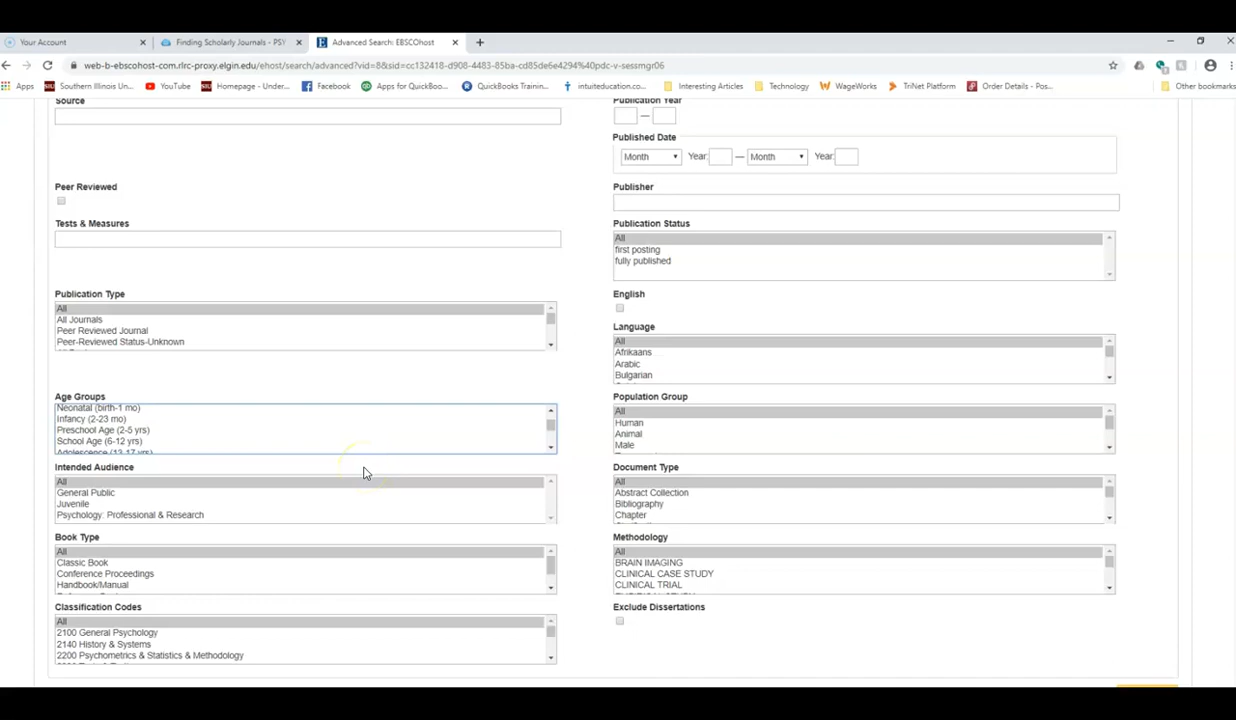 Your Account
Finding Scholarly Journals - PSY
Advanced Search: EBSCOhost
web-b-ebscohost-com.rlrc-proxy.elgin.edu/ehost/search/advanced?vid=8&sid=cc132418-d908-4483-85ba-cd85de6e4294%40pdc-v-sessmgr06
Apps
Southern Illinois Un...
YouTube
Homepage - Under...
Facebook
Apps for QuickBoo...
QuickBooks Trainin...
intuiteducation.co...
Interesting Articles
Technology
WageWorks
TriNet Platform
Order Details - Pos...
Other bookmarks
Source
Publication Year
Published Date
Month Year: — Month Year:
Peer Reviewed
Publisher
Tests & Measures
Publication Status
All
first posting
fully published
Publication Type
All
All Journals
Peer Reviewed Journal
Peer-Reviewed Status-Unknown
English
Language
All
Afrikaans
Arabic
Bulgarian
Age Groups
Neonatal (birth-1 mo)
Infancy (2-23 mo)
Preschool Age (2-5 yrs)
School Age (6-12 yrs)
Adolescence (13-17 yrs)
Population Group
All
Human
Animal
Male
Intended Audience
All
General Public
Juvenile
Psychology: Professional & Research
Document Type
All
Abstract Collection
Bibliography
Chapter
Book Type
All
Classic Book
Conference Proceedings
Handbook/Manual
Methodology
All
BRAIN IMAGING
CLINICAL CASE STUDY
CLINICAL TRIAL
Classification Codes
All
2100 General Psychology
2140 History & Systems
2200 Psychometrics & Statistics & Methodology
Exclude Dissertations